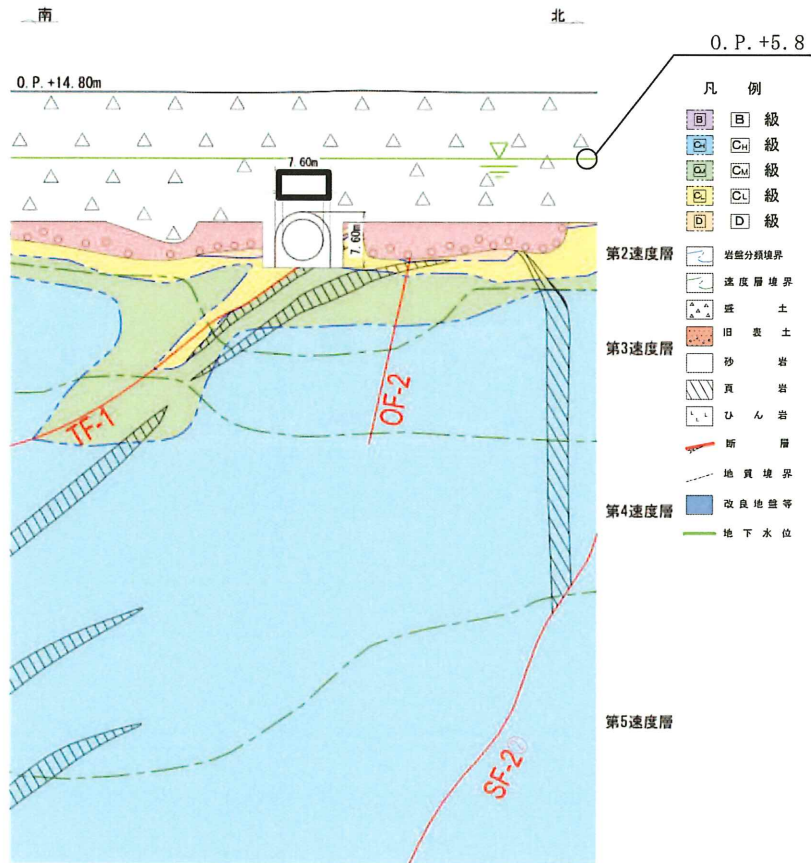 南
北
O.P.+5.8
O.P.+14.80m
7.60m
7.60m
TF-1
OF-2
SF-2
第2速度層
第3速度層
第4速度層
第5速度層
凡 例
B B 級
CH CH 級
CM CM 級
CL CL 級
D D 級
岩盤分類境界
速度層境界
盛 土
旧 表 土
砂 岩
頁 岩
ひ ん 岩
断 層
地 質 境 界
改 良 地 盤 等
地 下 水 位